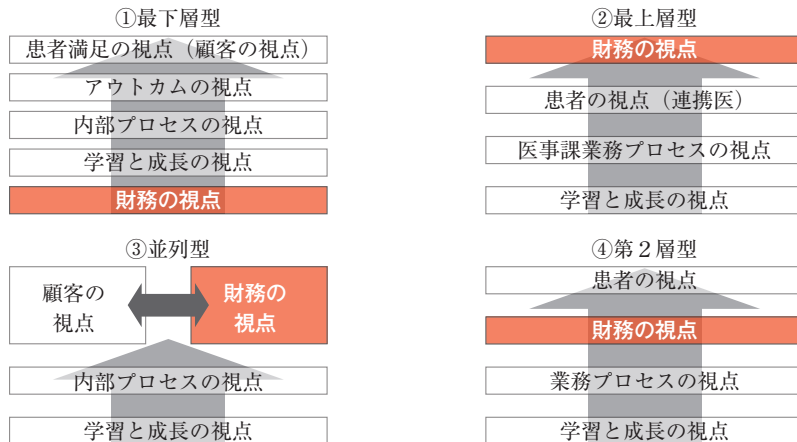 ①最下層型
患者満足の視点（顧客の視点）
アウトカムの視点
内部プロセスの視点
学習と成長の視点
財務の視点
②最上層型
財務の視点
患者の視点（連携医）
医事課業務プロセスの視点
学習と成長の視点
③並列型
顧客の
視点
財務の
視点
内部プロセスの視点
学習と成長の視点
④第２層型
患者の視点
財務の視点
業務プロセスの視点
学習と成長の視点